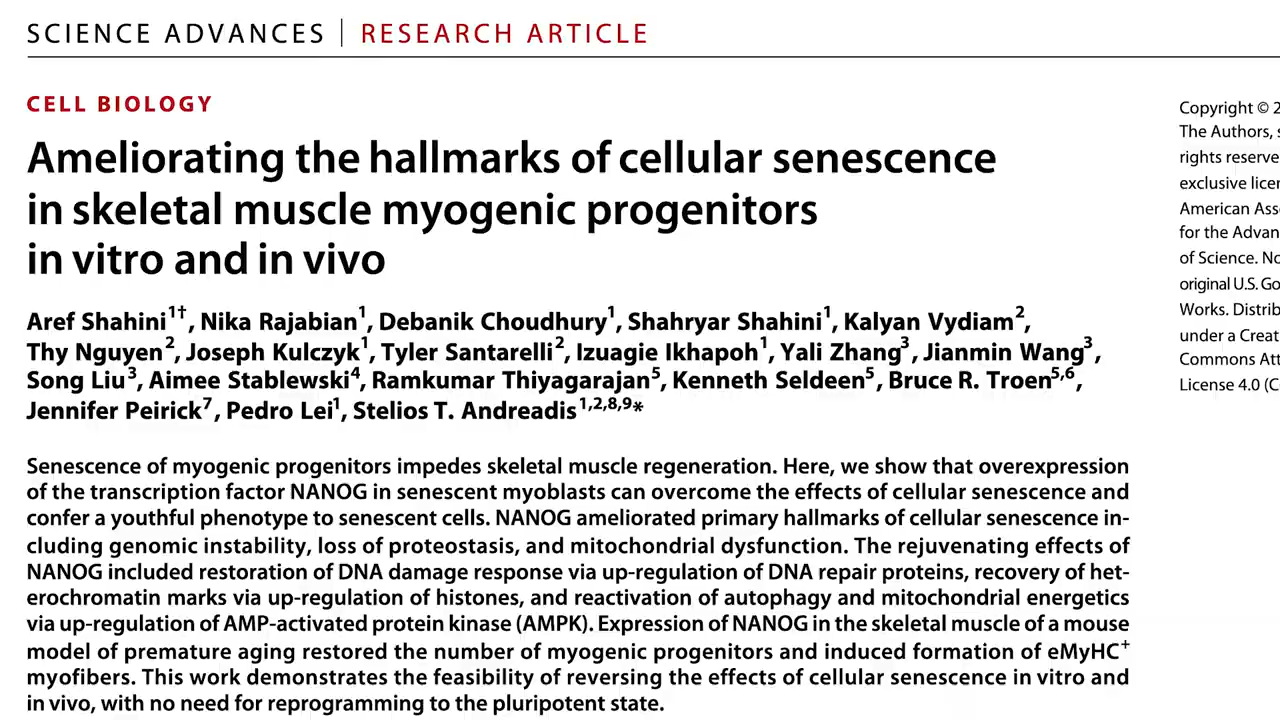 SCIENCE ADVANCES | RESEARCH ARTICLE
CELL BIOLOGY
Ameliorating the hallmarks of cellular senescence
in skeletal muscle myogenic progenitors
in vitro and in vivo
Aref Shahini1†, Nika Rajabian1, Debanik Choudhury1, Shahryar Shahini1, Kalyan Vydiam2,
Thy Nguyen2, Joseph Kulczyk1, Tyler Santarelli2, Izuagie Ikhapoh1, Yali Zhang3, Jianmin Wang3,
Song Liu3, Aimee Stablewski4, Ramkumar Thiyagarajan5, Kenneth Seldeen5, Bruce R. Troen5,6,
Jennifer Peirick7, Pedro Lei1, Stelios T. Andreadis1,2,8,9*
Senescence of myogenic progenitors impedes skeletal muscle regeneration. Here, we show that overexpression
of the transcription factor NANOG in senescent myoblasts can overcome the effects of cellular senescence and
confer a youthful phenotype to senescent cells. NANOG ameliorated primary hallmarks of cellular senescence in-
cluding genomic instability, loss of proteostasis, and mitochondrial dysfunction. The rejuvenating effects of
NANOG included restoration of DNA damage response via up-regulation of DNA repair proteins, recovery of het-
erochromatin marks via up-regulation of histones, and reactivation of autophagy and mitochondrial energetics
via up-regulation of AMP-activated protein kinase (AMPK). Expression of NANOG in the skeletal muscle of a mouse
model of premature aging restored the number of myogenic progenitors and induced formation of eMyHC+
myofibers. This work demonstrates the feasibility of reversing the effects of cellular senescence in vitro and
in vivo, with no need for reprogramming to the pluripotent state.
Copyright © 2
The Authors, s
rights reserve
exclusive licen
American Ass
for the Advan
of Science. No
original U.S. Go
Works. Distrib
under a Creat
Commons Att
License 4.0 (C